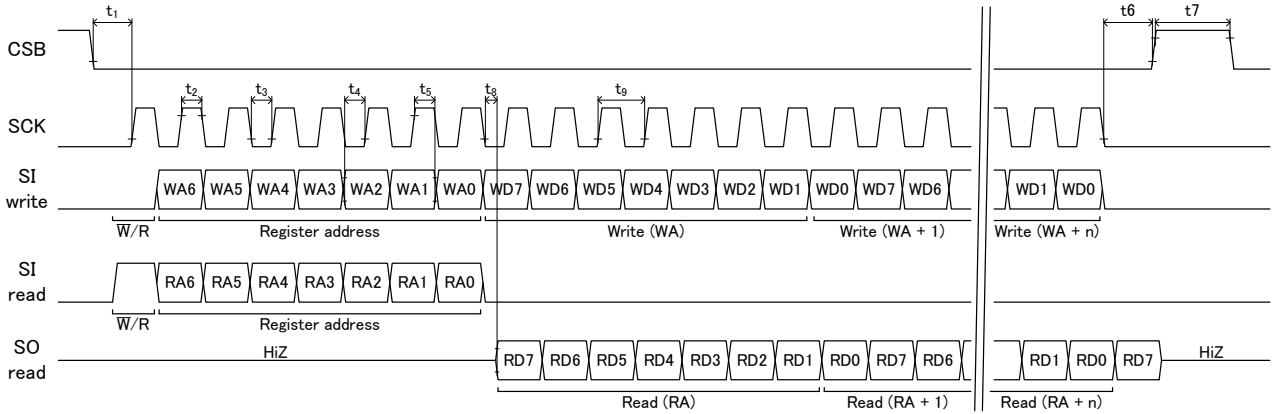 t1 t6 t7
CSB
t2 t3 t4 t5 t8 t9
SCK
SI write WA6 WA5 WA4 WA3 WA2 WA1 WA0 WD7 WD6 WD5 WD4 WD3 WD2 WD1 WD0 WD7 WD6 WD1 WD0
W/R Register address Write (WA) Write (WA + 1) Write (WA + n)
SI read RA6 RA5 RA4 RA3 RA2 RA1 RA0
W/R Register address
SO read HiZ RD7 RD6 RD5 RD4 RD3 RD2 RD1 RD0 RD7 RD6 RD1 RD0 RD7 HiZ
Read (RA) Read (RA + 1) Read (RA + n)